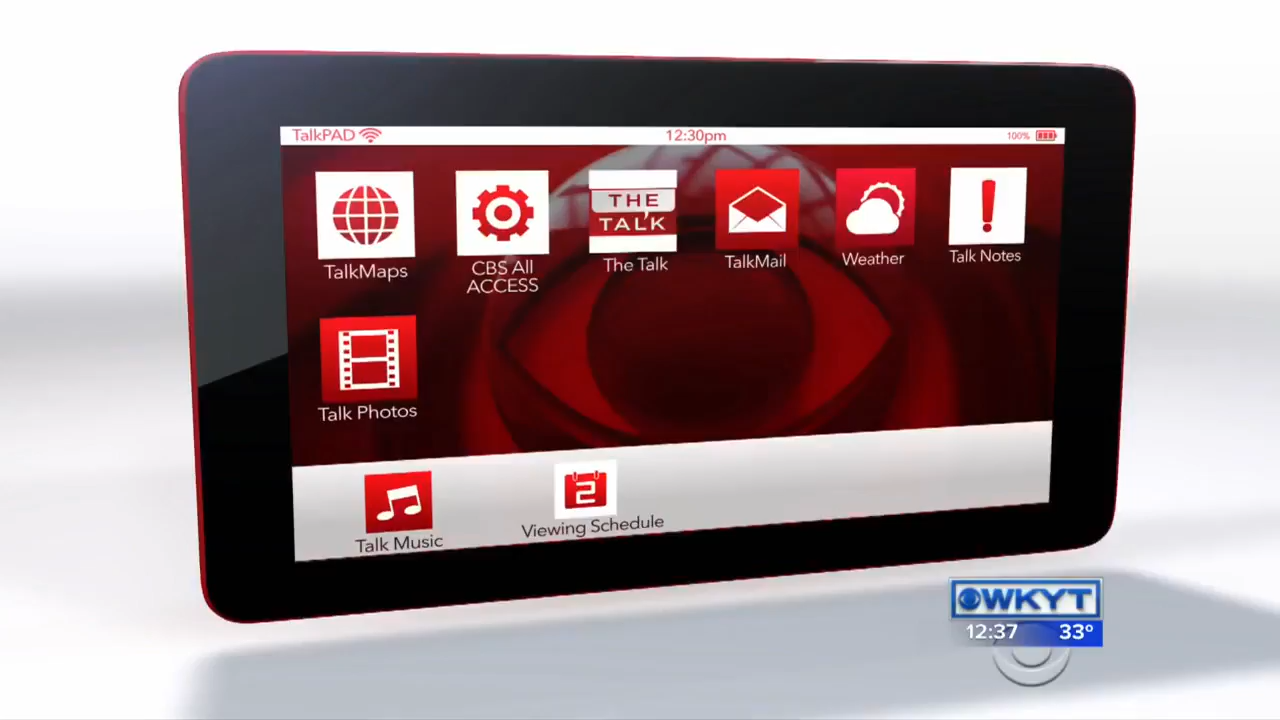 TalkPAD
12:30pm
100%
TalkMaps
CBS All
ACCESS
THE
TALK
The Talk
TalkMail
Weather
Talk Notes
Talk Photos
Talk Music
2
Viewing Schedule
WKYT
12:37 33°